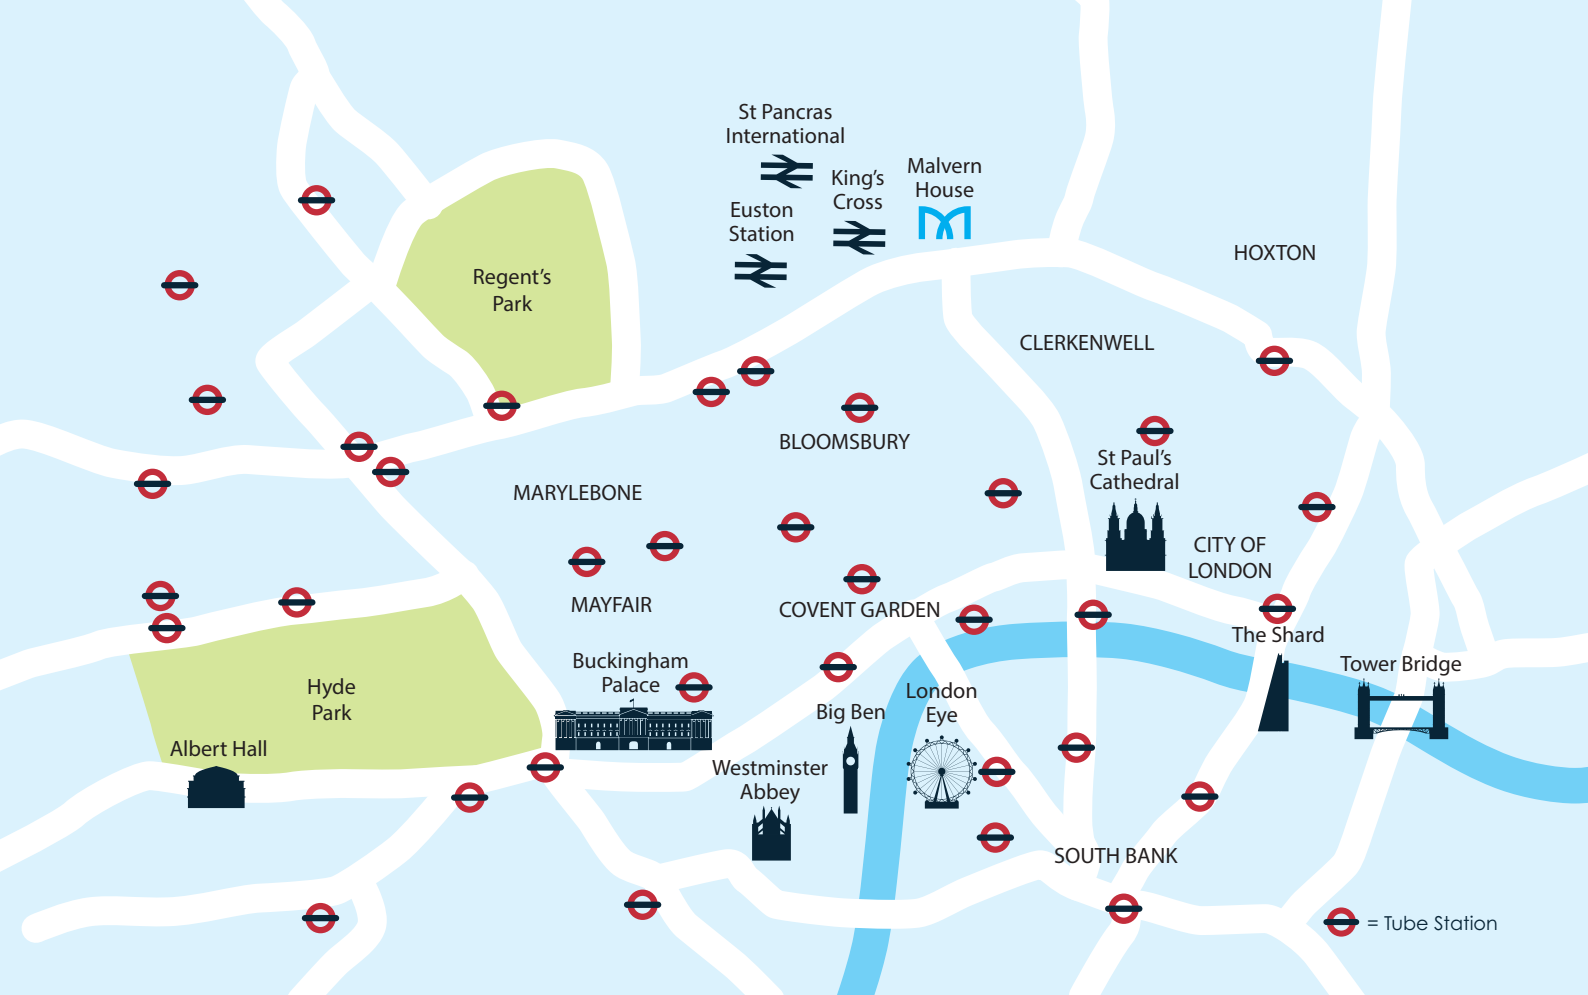 St Pancras
International
King's
Cross
Malvern
House
Euston
Station
HOXTON
Regent's
Park
CLERKENWELL
BLOOMSBURY
St Paul's
Cathedral
MARYLEBONE
CITY OF
LONDON
MAYFAIR
COVENT GARDEN
The Shard
Tower Bridge
Buckingham
Palace
Hyde
Park
London
Eye
Big Ben
Albert Hall
Westminster
Abbey
SOUTH BANK
= Tube Station